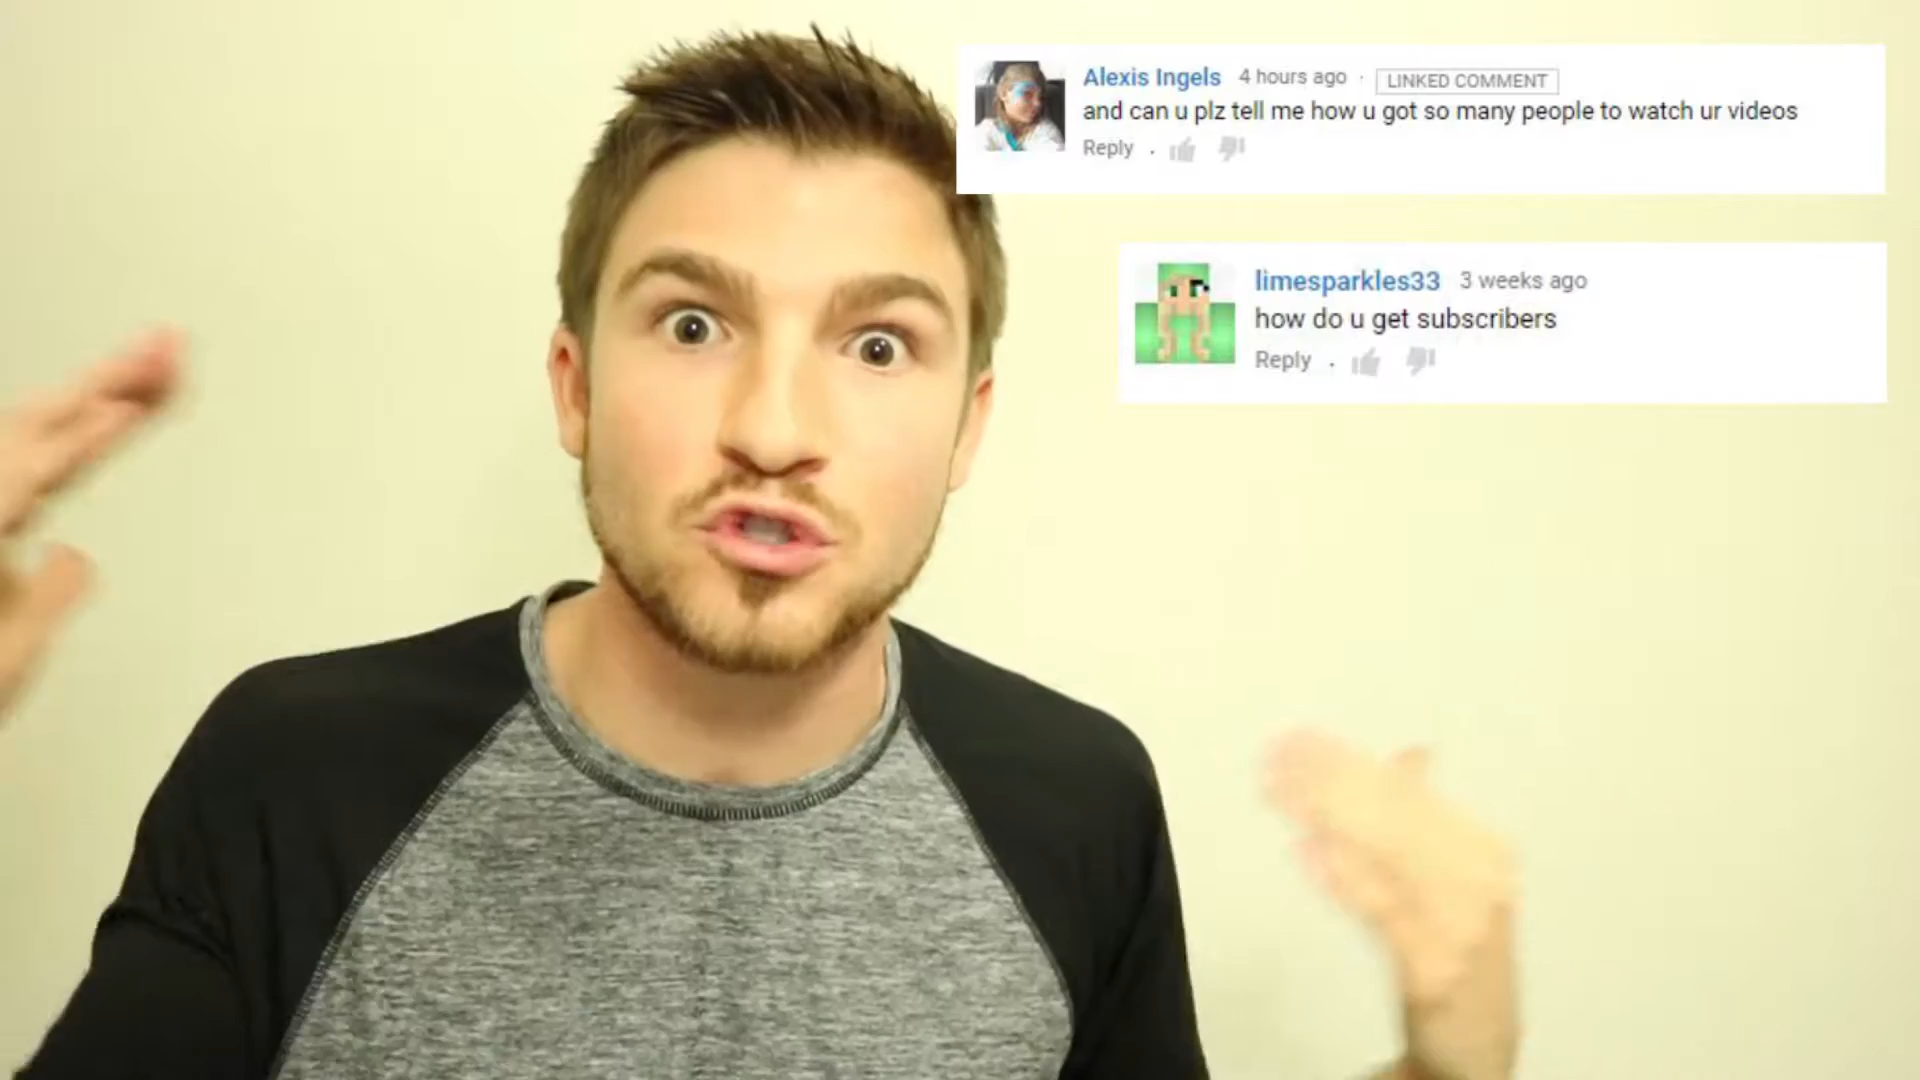 Alexis Ingels 4 hours ago · LINKED COMMENT
and can u plz tell me how u got so many people to watch ur videos
Reply .
limesparkles33 3 weeks ago
how do u get subscribers
Reply .